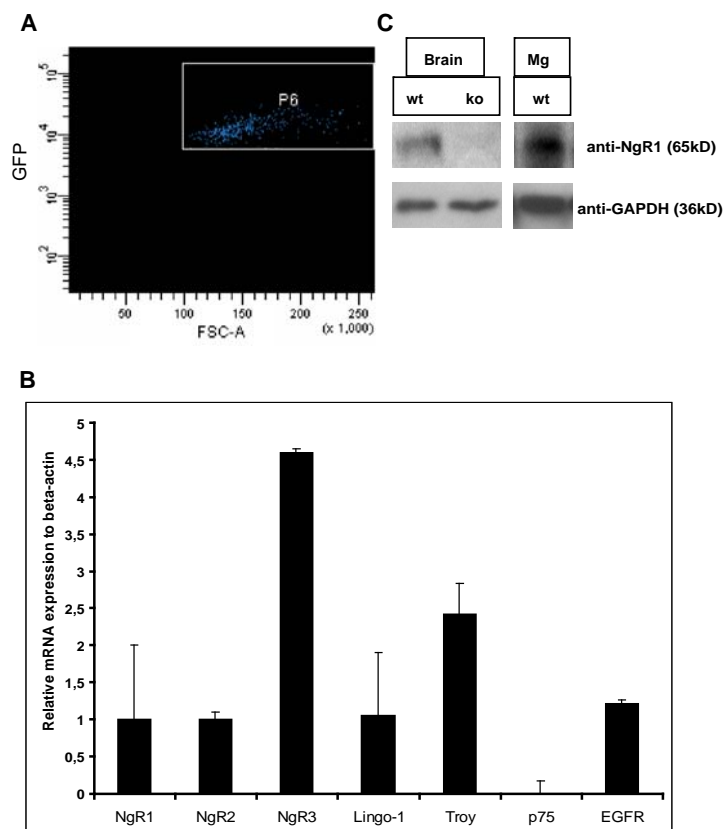 A
GFP
10^5
10^4
10^3
10^2
P6
50 100 150 200 250
FSC-A (x 1,000)
C
Brain Mg
wt ko wt
anti-NgR1 (65kD)
anti-GAPDH (36kD)
B
Relative mRNA expression to beta-actin
5
4,5
4
3,5
3
2,5
2
1,5
1
0,5
0
NgR1 NgR2 NgR3 Lingo-1 Troy p75 EGFR